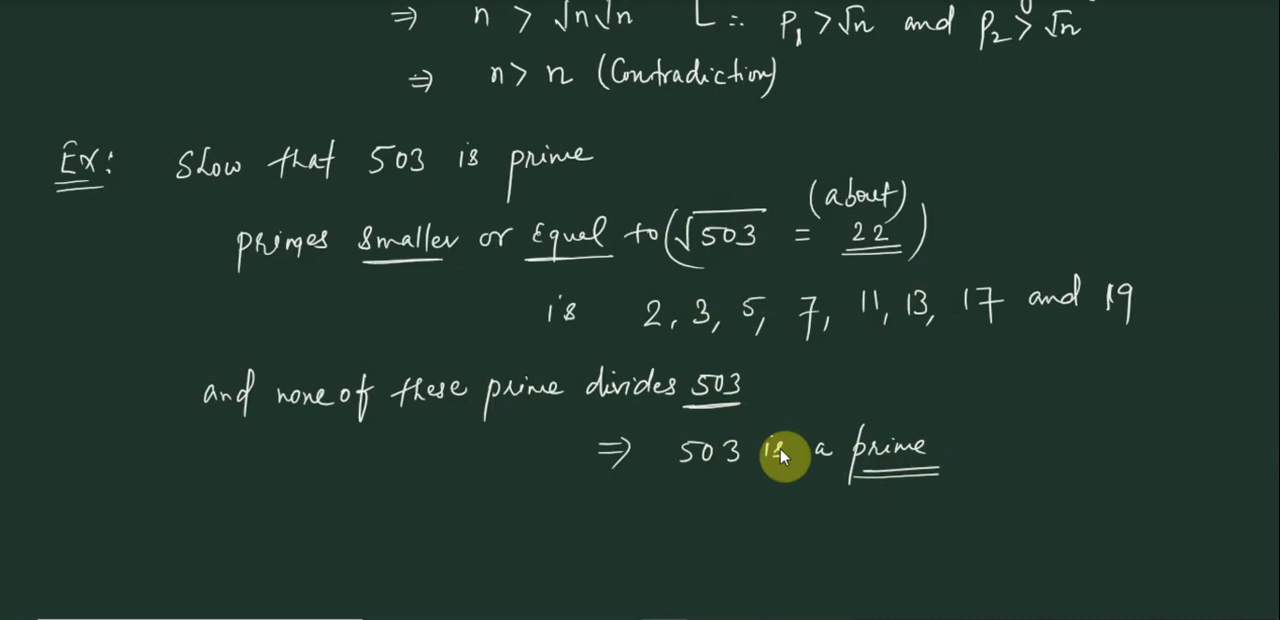 ⇒ n > √n√n [∵ p₁ > √n and p₂ > √n
⇒ n > n (Contradiction)
Ex: Show that 503 is prime
primes smaller or Equal to (√503 = 22 (about))
is 2, 3, 5, 7, 11, 13, 17 and 19
and none of these prime divides 503
⇒ 503 is a prime